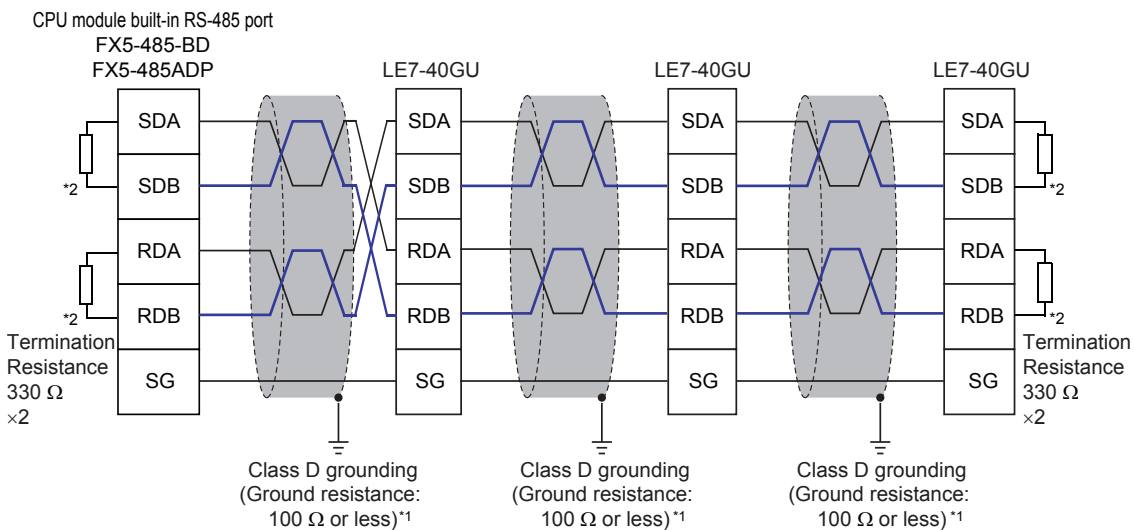 CPU module built-in RS-485 port
FX5-485-BD
FX5-485ADP
LE7-40GU
LE7-40GU
LE7-40GU
SDA
SDA
SDA
SDA
*2
SDB
SDB
SDB
SDB
*2
RDA
RDA
RDA
RDA
*2
RDB
RDB
RDB
RDB
*2
Termination
Resistance
330 Ω
×2
SG
SG
SG
SG
Termination
Resistance
330 Ω
×2
Class D grounding
(Ground resistance:
100 Ω or less)*1
Class D grounding
(Ground resistance:
100 Ω or less)*1
Class D grounding
(Ground resistance:
100 Ω or less)*1